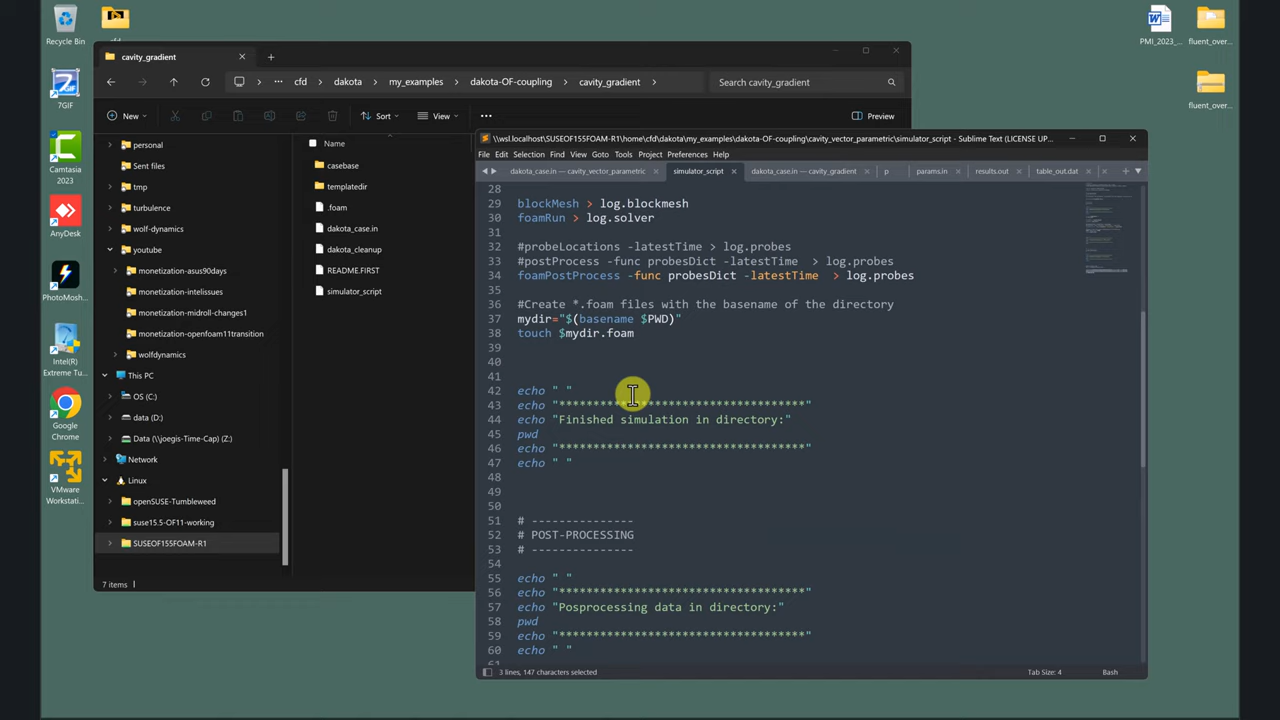 Recycle Bin
cfd
PMI_2023_...
fluent_over...
7GIF
fluent_over...
Camtasia
2023
AnyDesk
PhotoMosh...
Intel(R)
Extreme Tu...
Google
Chrome
VMware
Workstati...
cavity_gradient
cfd
dakota
my_examples
dakota-OF-coupling
cavity_gradient
Search cavity_gradient
New
Sort
View
Preview
personal
Sent files
tmp
turbulence
wolf-dynamics
youtube
monetization-asus90days
monetization-intelissues
monetization-midroll-changes1
monetization-openfoam11transition
wolfdynamics
This PC
OS (C:)
data (D:)
Data (\\joegis-Time-Cap) (Z:)
Network
Linux
openSUSE-Tumbleweed
suse15.5-OF11-working
SUSEOF155FOAM-R1
7 items
Name
casebase
templatedir
.foam
dakota_case.in
dakota_cleanup
README.FIRST
simulator_script
\\wsl.localhost\SUSEOF155FOAM-R1\home\cfd\dakota\my_examples\dakota-OF-coupling\cavity_vector_parametric\simulator_script - Sublime Text (LICENSE UP...
File Edit Selection Find View Goto Tools Project Preferences Help
dakota_case.in — cavity_vector_parametric
simulator_script
dakota_case.in — cavity_gradient
p
params.in
results.out
table_out.dat
28
29 blockMesh > log.blockmesh
30 foamRun > log.solver
31
32 #probeLocations -latestTime > log.probes
33 #postProcess -func probesDict -latestTime > log.probes
34 foamPostProcess -func probesDict -latestTime > log.probes
35
36 #Create *.foam files with the basename of the directory
37 mydir="$(basename $PWD)"
38 touch $mydir.foam
39
40
41
42 echo " "
43 echo "************************************"
44 echo "Finished simulation in directory:"
45 pwd
46 echo "************************************"
47 echo " "
48
49
50
51 # ---------------
52 # POST-PROCESSING
53 # ---------------
54
55 echo " "
56 echo "************************************"
57 echo "Posprocessing data in directory:"
58 pwd
59 echo "************************************"
60 echo " "
61
3 lines, 147 characters selected
Tab Size: 4
Bash